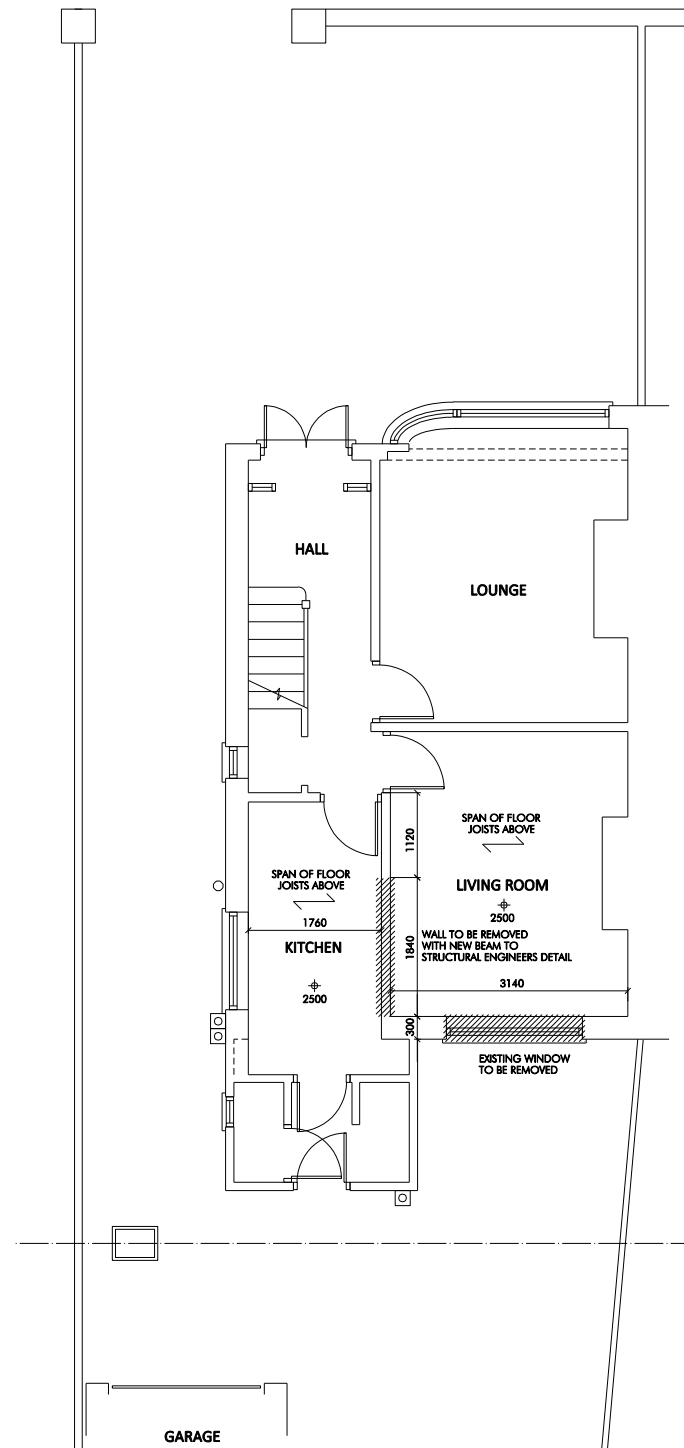 HALL
LOUNGE
SPAN OF FLOOR
JOISTS ABOVE
1120
SPAN OF FLOOR
JOISTS ABOVE
LIVING ROOM
2500
1760
WALL TO BE REMOVED
WITH NEW BEAM TO
STRUCTURAL ENGINEERS DETAIL
1840
KITCHEN
2500
3140
300
EXISTING WINDOW
TO BE REMOVED
GARAGE